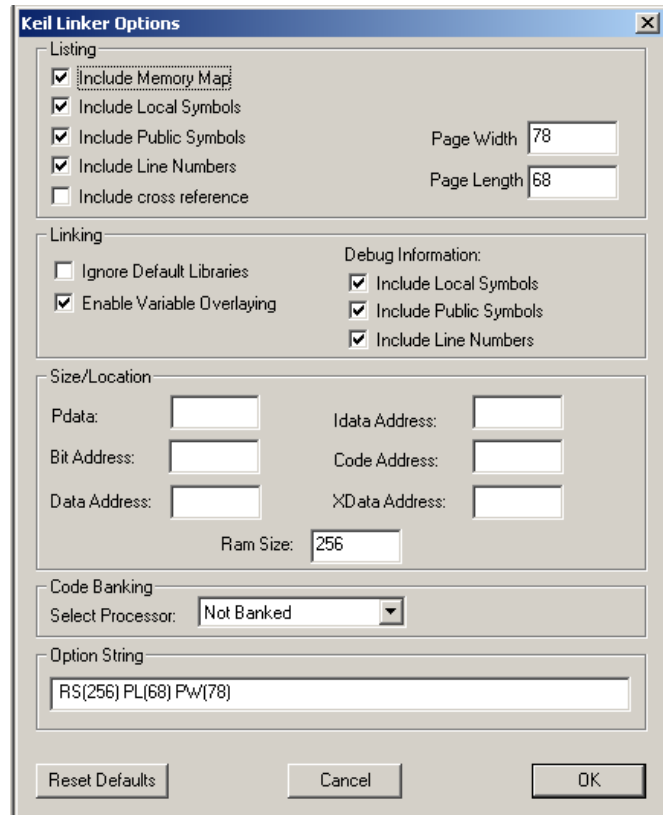 Keil Linker Options
Listing
Include Memory Map
Include Local Symbols
Include Public Symbols
Include Line Numbers
Include cross reference
Page Width 78
Page Length 68
Linking
Ignore Default Libraries
Enable Variable Overlaying
Debug Information:
Include Local Symbols
Include Public Symbols
Include Line Numbers
Size/Location
Pdata:
Idata Address:
Bit Address:
Code Address:
Data Address:
XData Address:
Ram Size: 256
Code Banking
Select Processor: Not Banked
Option String
RS(256) PL(68) PW(78)
Reset Defaults Cancel OK